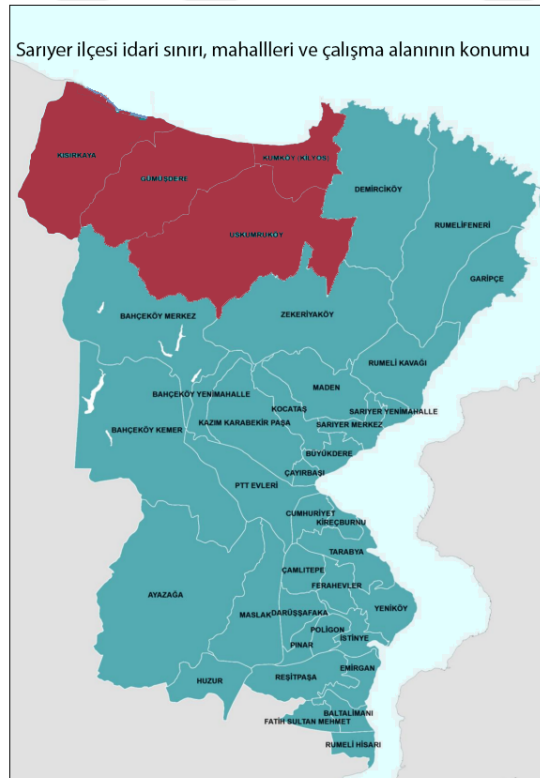 Sarıyer ilçesi idari sınırı, mahallleri ve çalışma alanının konumu
KISIRKAYA
GÜMÜŞDERE
KUMKÖY (KİLYOS)
DEMİRCİKÖY
RUMELİFENERİ
USKUMRUKÖY
GARİPÇE
BAHÇEKÖY MERKEZ
ZEKERİYAKÖY
RUMELİ KAVAĞI
MADEN
BAHÇEKÖY YENİMAHALLE
KOCATAŞ
SARIYER YENİMAHALLE
KAZIM KARABEKİR PAŞA
SARIYER MERKEZ
BAHÇEKÖY KEMER
BÜYÜKDERE
ÇAYIRBAŞI
PTT EVLERİ
CUMHURİYET
KİREÇBURNU
TARABYA
ÇAMLITEPE
FERAHEVLER
AYAZAĞA
YENİKÖY
MASLAK
DARÜŞŞAFAKA
POLİGON
İSTİNYE
PINAR
EMİRGAN
REŞİTPAŞA
HUZUR
BALTALİMANI
FATİH SULTAN MEHMET
RUMELİ HİSARI